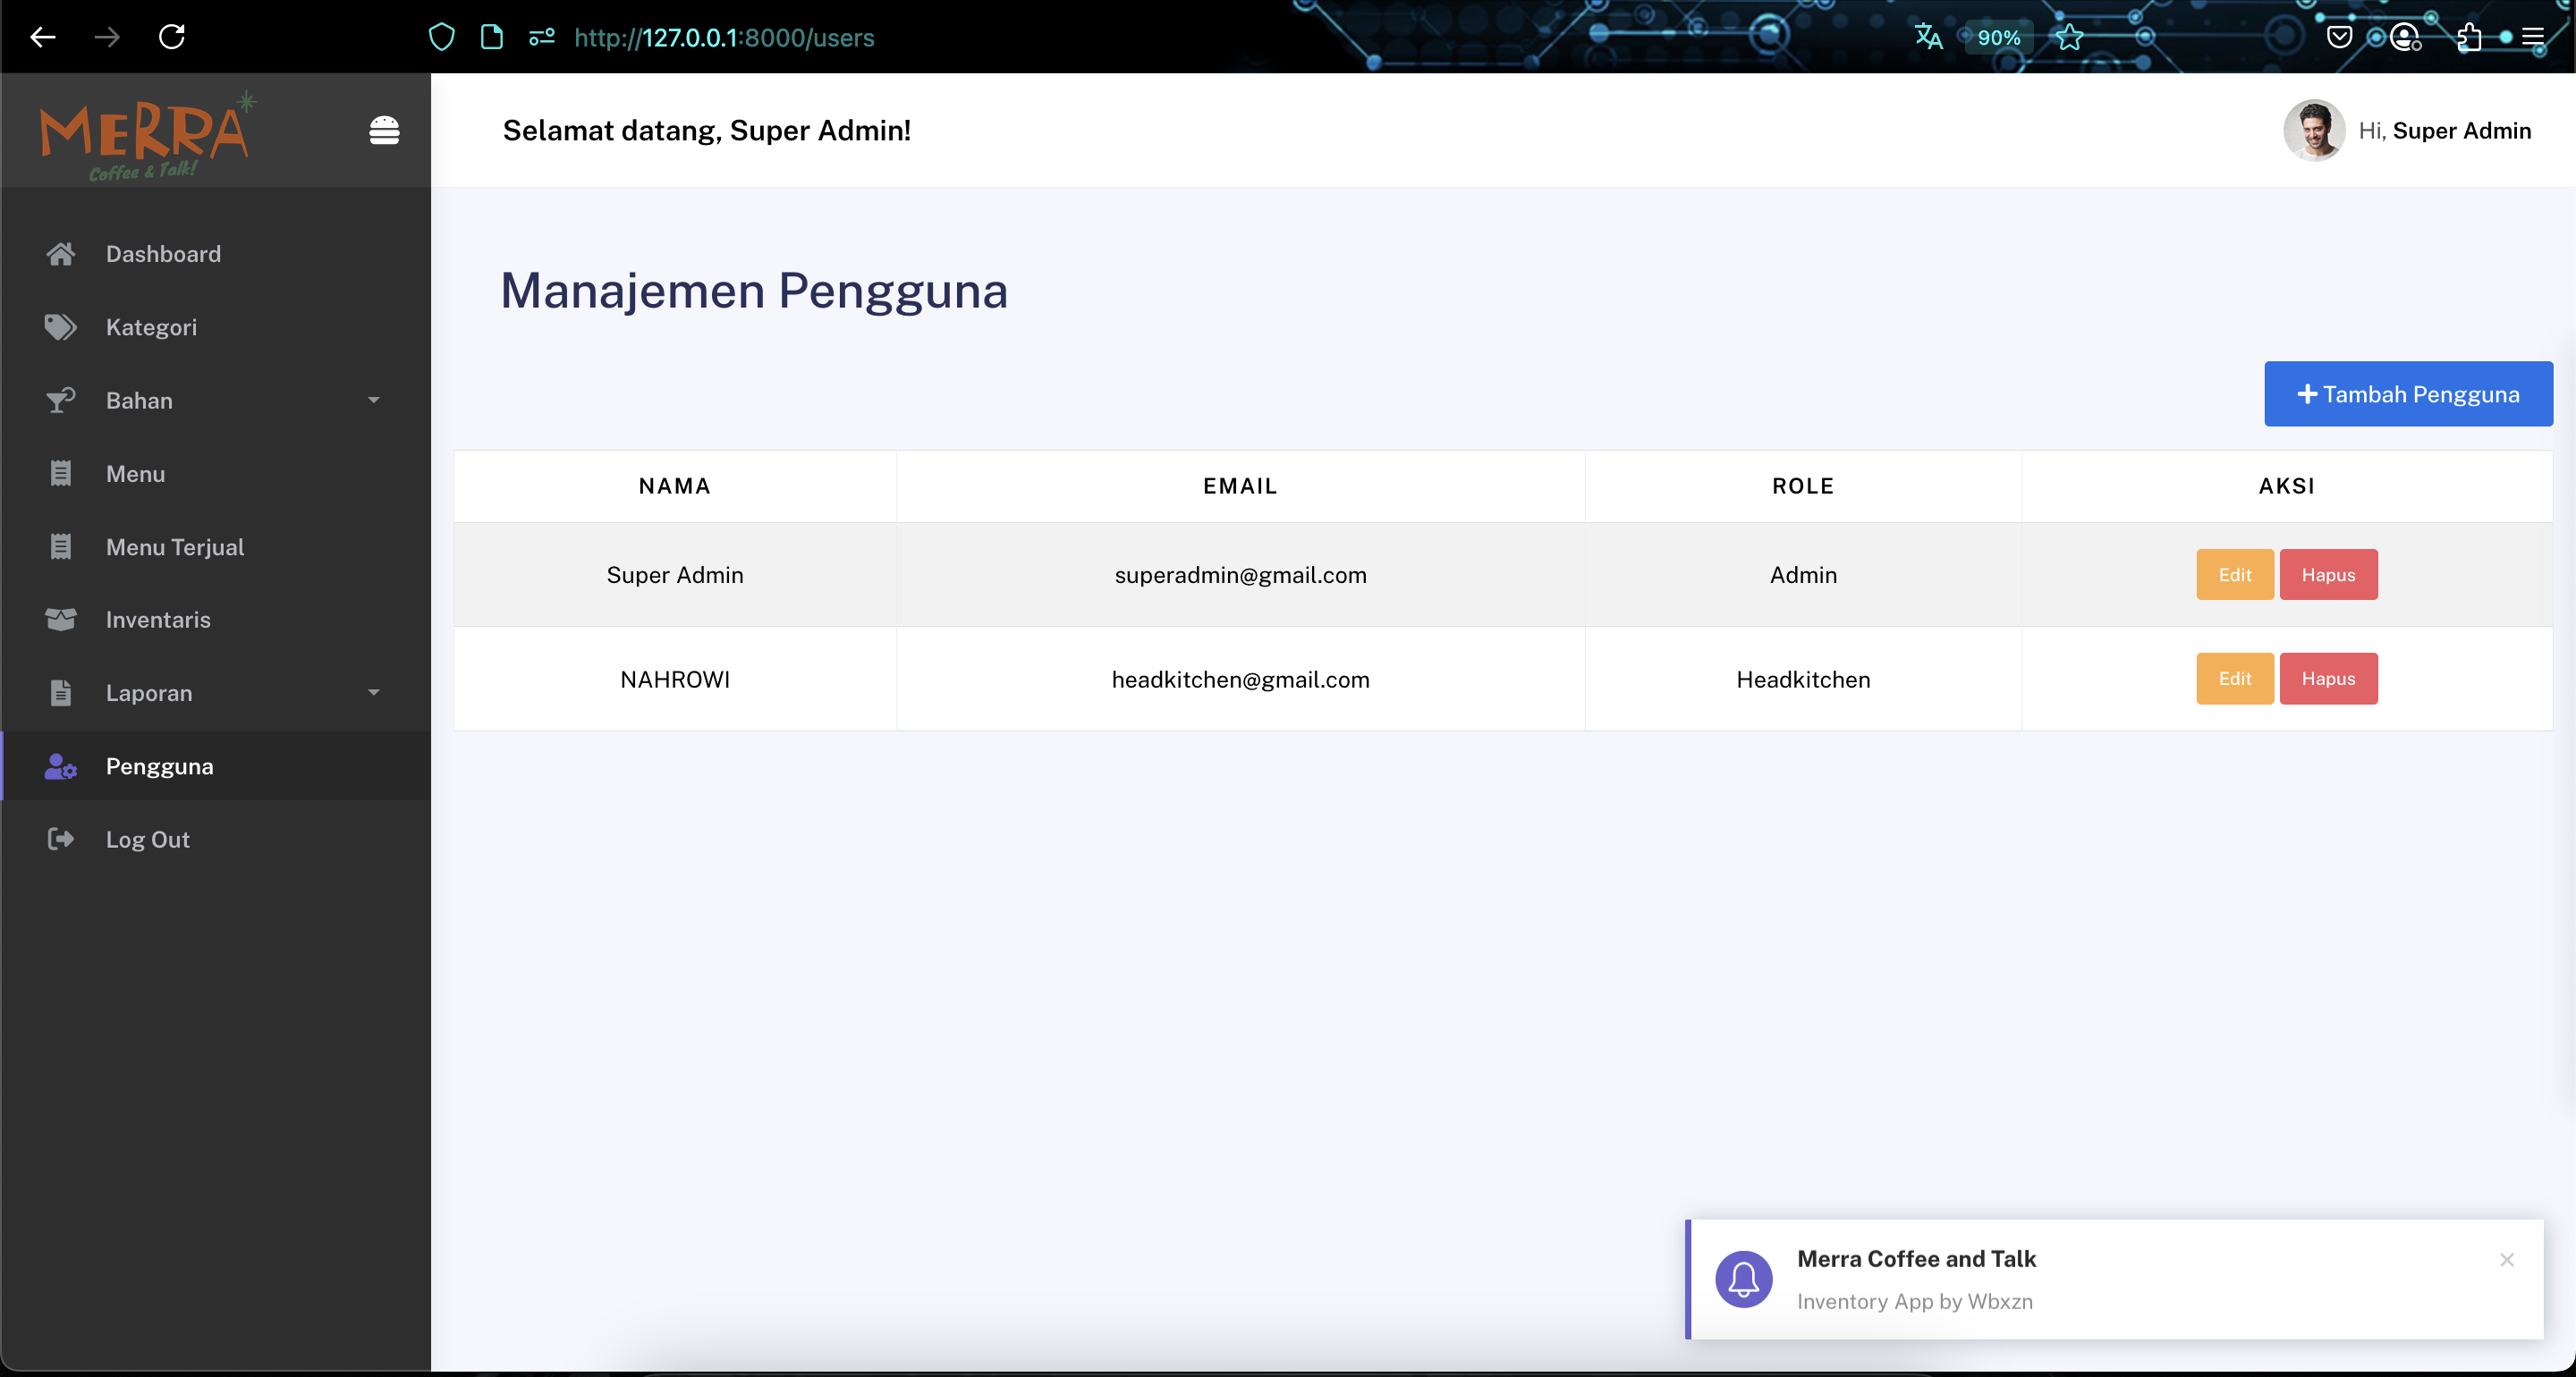 http://127.0.0.1:8000/users
90%
MERRA
Coffee & Talk!
Selamat datang, Super Admin!
Hi, Super Admin
Dashboard
Kategori
Bahan
Menu
Menu Terjual
Inventaris
Laporan
Pengguna
Log Out
Manajemen Pengguna
Tambah Pengguna
NAMA EMAIL ROLE AKSI
Super Admin superadmin@gmail.com Admin Edit Hapus
NAHROWI headkitchen@gmail.com Headkitchen Edit Hapus
Merra Coffee and Talk
Inventory App by Wbxzn